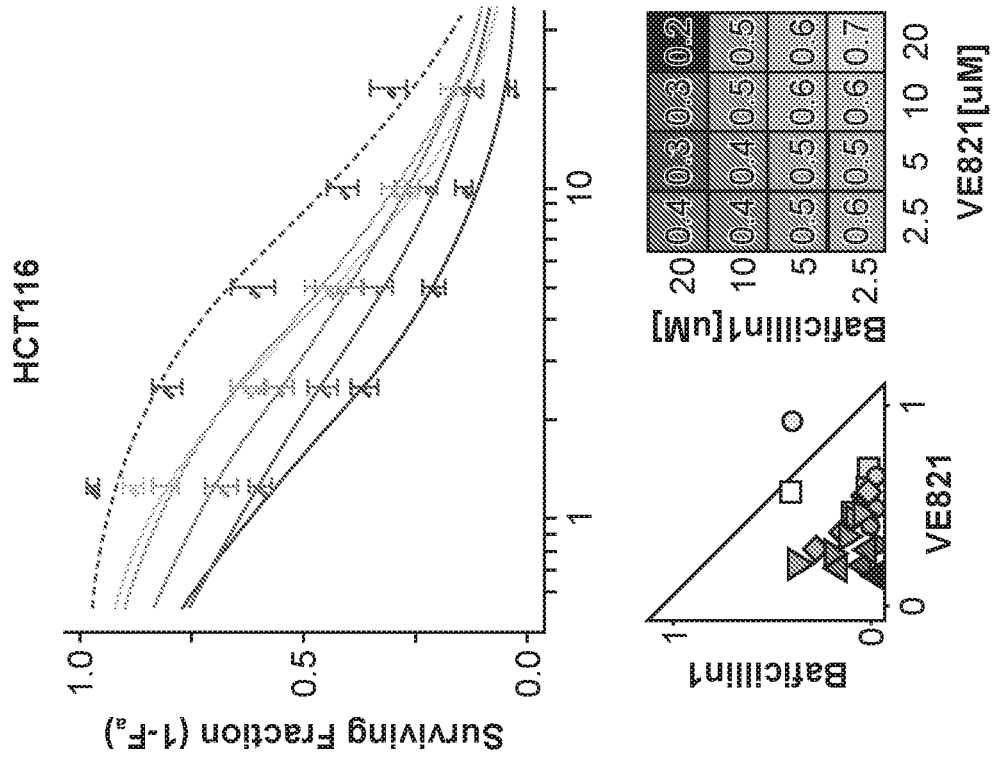 HCT116
Surviving Fraction (1-Fa)
1.0
0.5
0.0
1
10
Baficillin1
1
0
0
1
VE821
Baficillin1[uM]
20 0.4 0.3 0.3 0.2
10 0.4 0.4 0.5 0.5
5 0.5 0.5 0.6 0.6
2.5 0.6 0.5 0.6 0.7
2.5 5 10 20
VE821[uM]